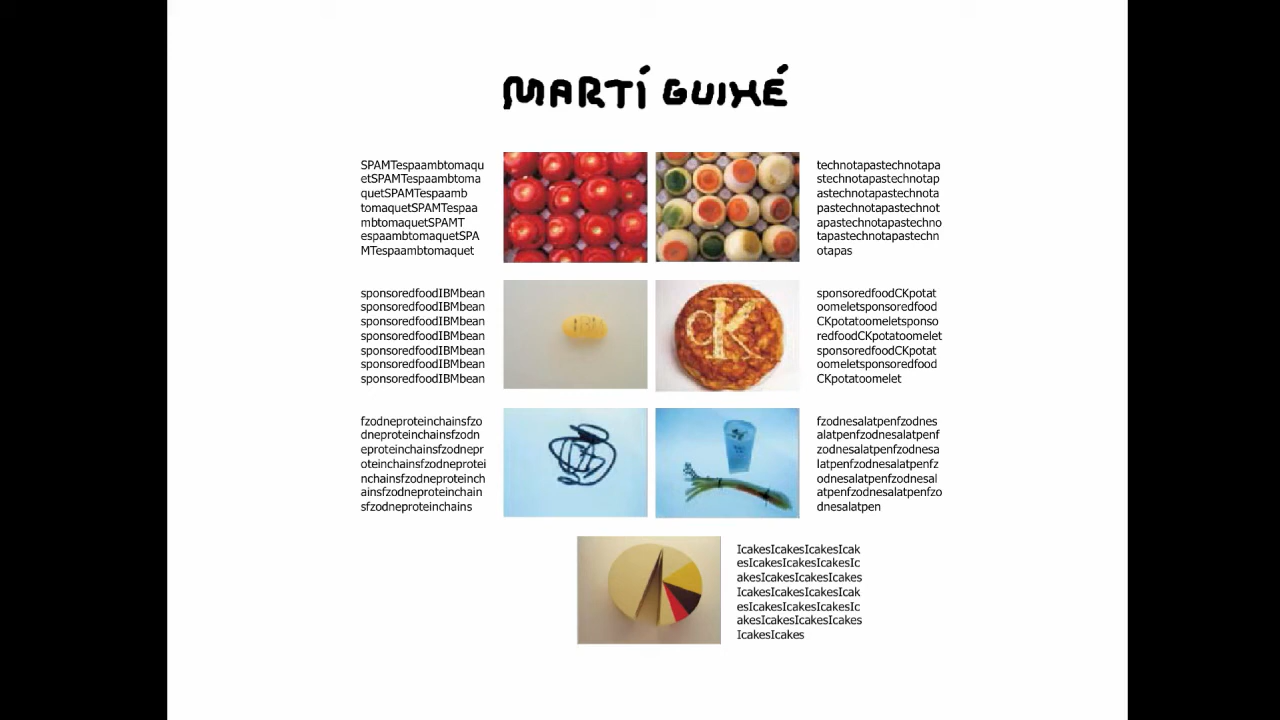 MARTÍ GUIXÉ
SPAMTespaambtomaqu
etSPAMTespaambtoma
quetSPAMTespaamb
tomaquetSPAMTespaa
mbtomaquetSPAMT
espaambtomaquetSPA
MTespaambtomaquet
technotapastechnotapa
stechnotapastechnotap
astechnotapastechnota
pastechnotapastechnot
apastechnotapastechno
tapastechnotapastechn
otapas
sponsoredfoodIBMbean
sponsoredfoodIBMbean
sponsoredfoodIBMbean
sponsoredfoodIBMbean
sponsoredfoodIBMbean
sponsoredfoodIBMbean
sponsoredfoodIBMbean
cK
sponsoredfoodCKpotat
oomeletsponsoredfood
CKpotatoomeletsponso
redfoodCKpotatoomelet
sponsoredfoodCKpotat
oomeletsponsoredfood
CKpotatoomelet
fzodneproteinchainsfzo
dneproteinchainsfzodn
eproteinchainsfzodnepr
oteinchainsfzodneprotei
nchainsfzodneproteinch
ainsfzodneproteinchain
sfzodneproteinchains
fzodnesalatpenfzodnes
alatpenfzodnesalatpenf
zodnesalatpenfzodnesa
latpenfzodnesalatpenfz
odnesalatpenfzodnesal
atpenfzodnesalatpenfzo
dnesalatpen
IcakesIcakesIcakesIcak
esIcakesIcakesIcakesIc
akesIcakesIcakesIcakes
IcakesIcakesIcakesIcak
esIcakesIcakesIcakesIc
akesIcakesIcakesIcakes
IcakesIcakes